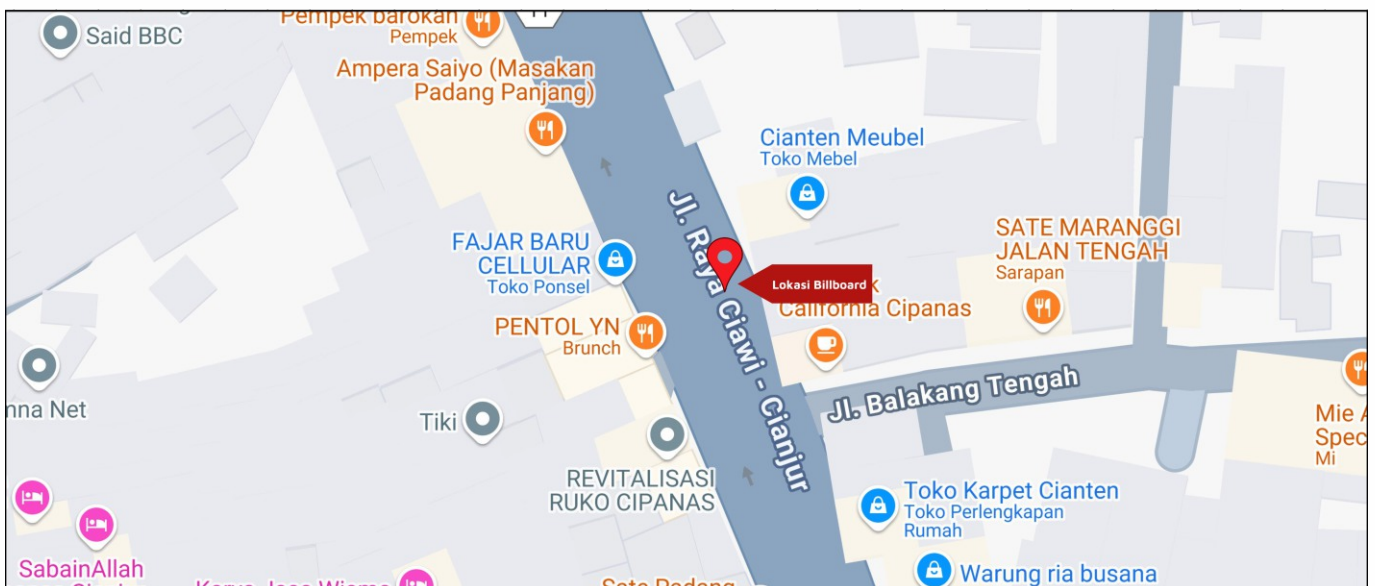 Said BBC
Pempek barokah
Pempek
Ampera Saiyo (Masakan
Padang Panjang)
Cianten Meubel
Toko Mebel
FAJAR BARU
CELLULAR
Toko Ponsel
Jl. Raya Ciawi - Cianjur
Lokasi Billboard
California Cipanas
SATE MARANGGI
JALAN TENGAH
Sarapan
PENTOL YN
Brunch
Jl. Balakang Tengah
Net
Tiki
Mie
Mi
REVITALISASI
RUKO CIPANAS
Toko Karpet Cianten
Toko Perlengkapan
Rumah
SabainAllah
Warung ria busana